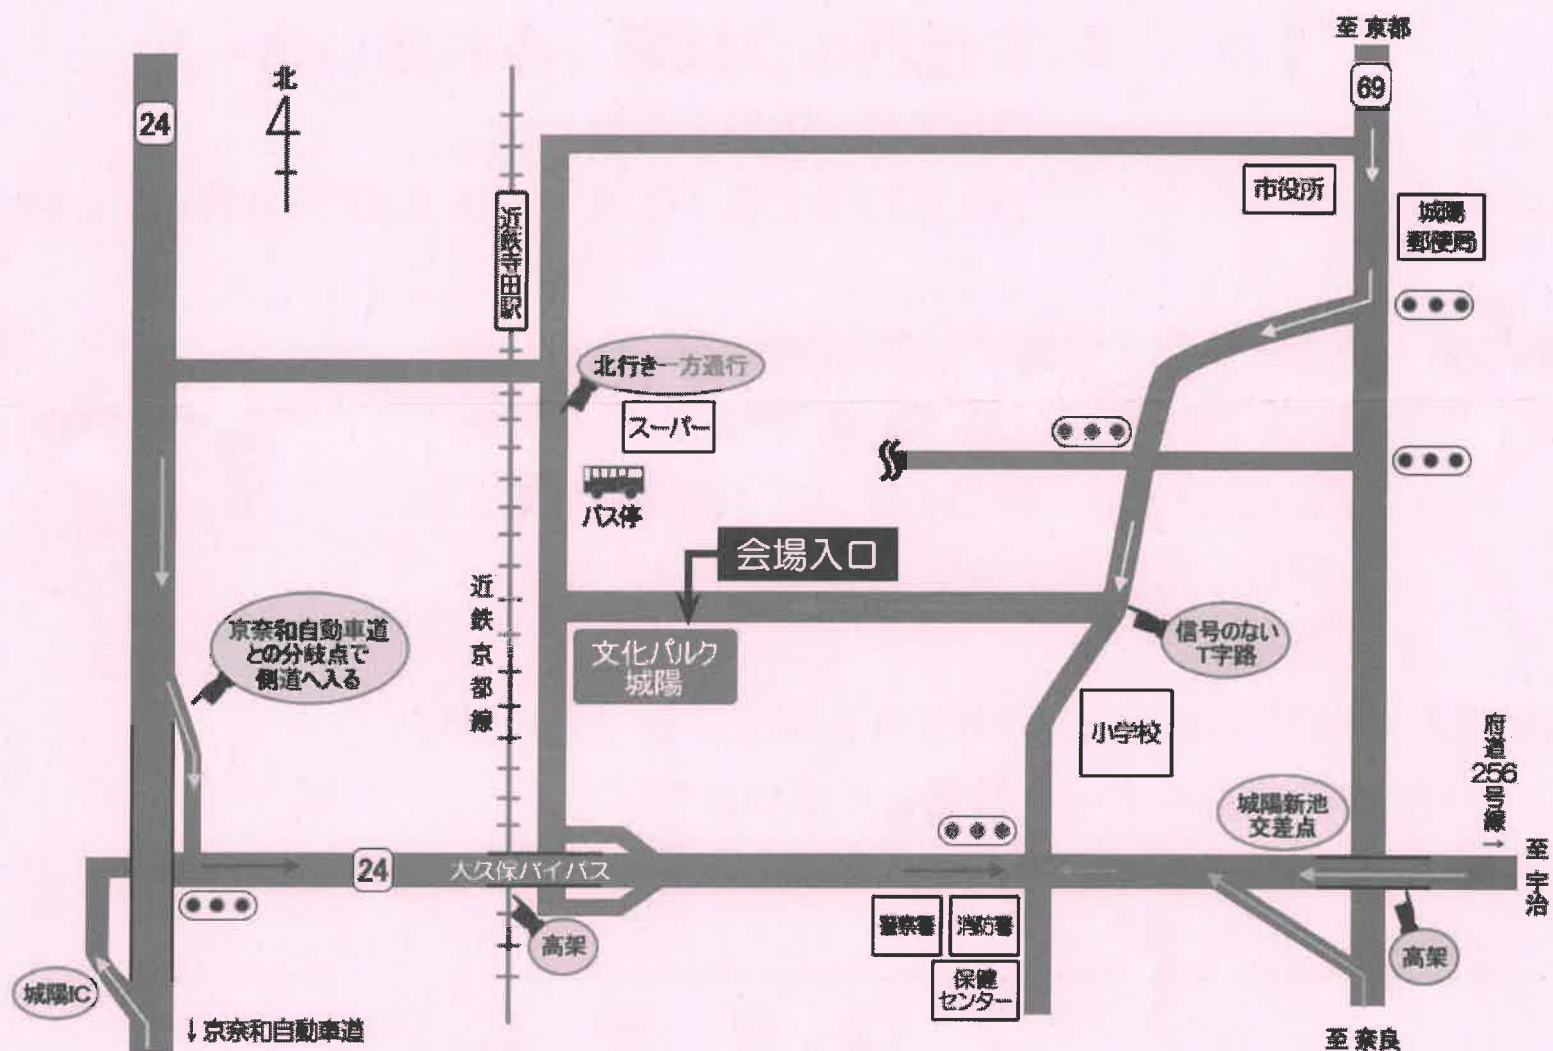 至 京都
69
北
24
市役所
城陽
郵便局
近鉄寺田駅
北行き一方通行
スーパー
バス停
会場入口
近鉄京都線
京奈和自動車道
との分岐点で
側道へ入る
文化パルク
城陽
信号のない
T字路
小学校
府道256号線→
城陽新池
交差点
24
大久保バイパス
至 宇治
警察署
消防署
高架
高架
保健
センター
城陽IC
↓京奈和自動車道
至 奈良